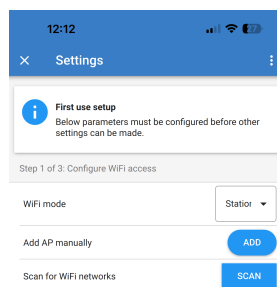 12:12
27
Settings
First use setup
Below parameters must be configured before other
settings can be made.
Step 1 of 3: Configure WiFi access
WiFi mode
Station
Add AP manually
ADD
Scan for WiFi networks
SCAN